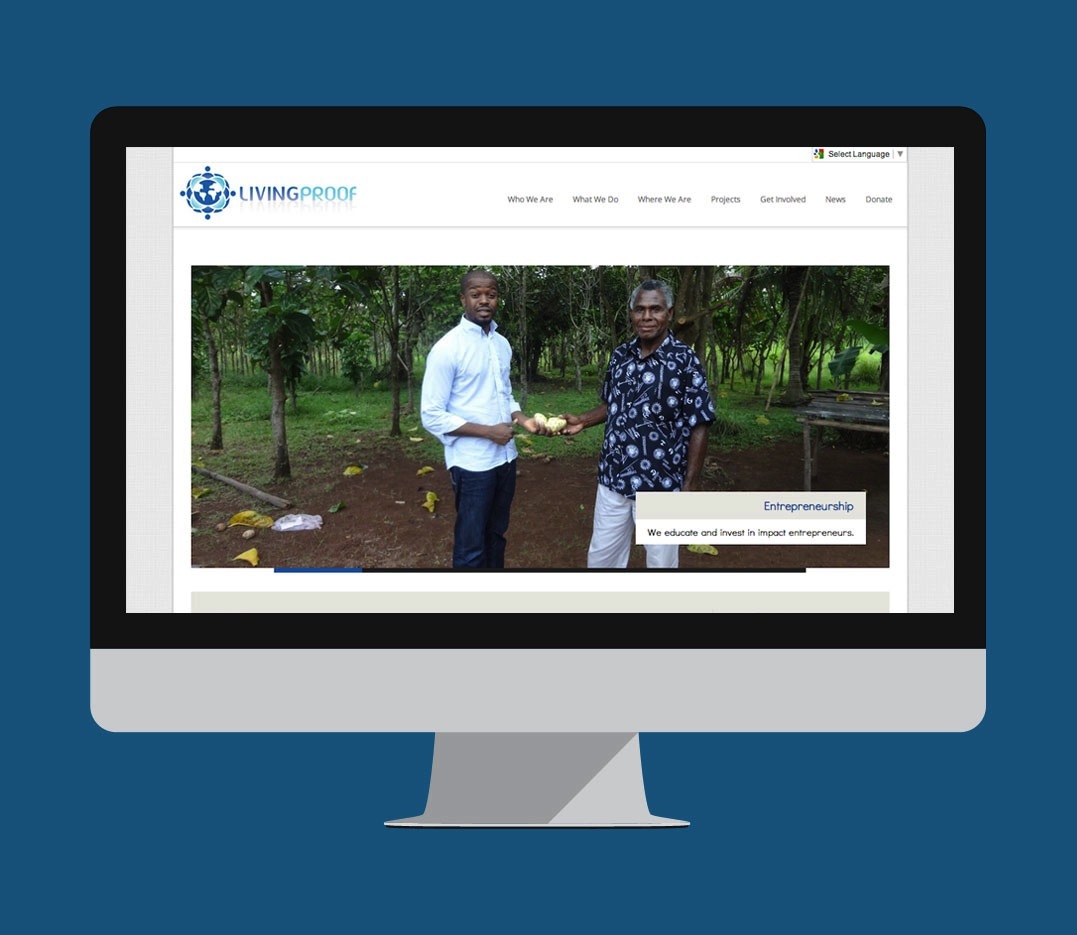 Select Language
LIVINGPROOF
Who We Are What We Do Where We Are Projects Get Involved News Donate
Entrepreneurship
We educate and invest in impact entrepreneurs.